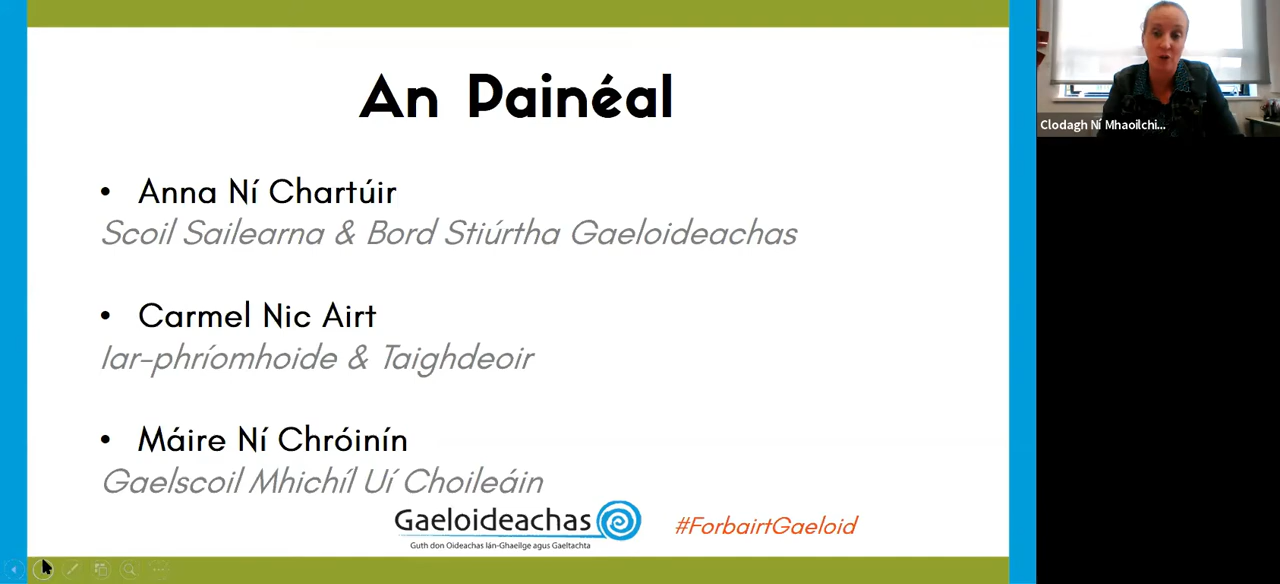 An Painéal
• Anna Ní Chartúir
Scoil Sailearna & Bord Stiúrtha Gaeloideachas
• Carmel Nic Airt
Iar-phríomhoide & Taighdeoir
• Máire Ní Chróinín
Gaelscoil Mhichíl Uí Choileáin
Gaeloideachas
Guth don Oideachas lán-Ghaeilge agus Gaeltachta
#ForbairtGaeloid
Clodagh Ní Mhaoilchi...